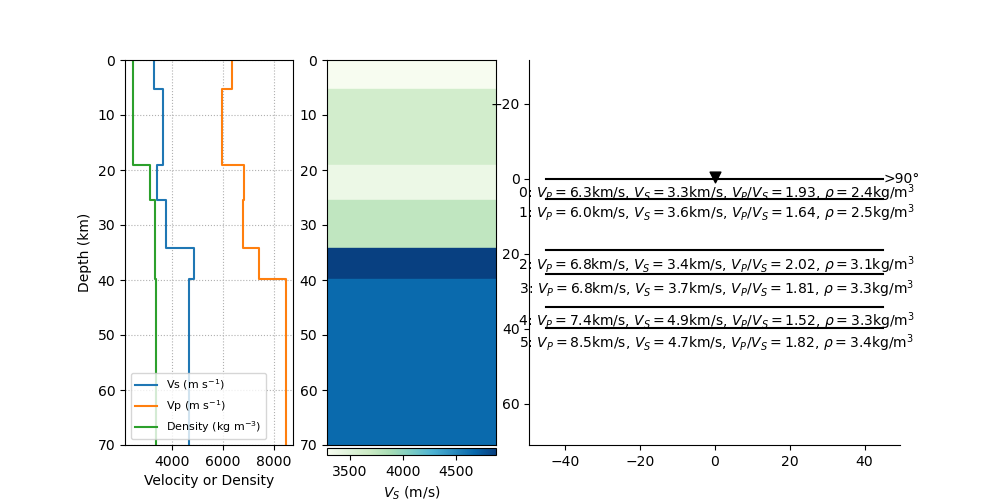 0
10
20
30
40
50
60
70
Depth (km)
Vs (m s⁻¹)
Vp (m s⁻¹)
Density (kg m⁻³)
4000 6000 8000
Velocity or Density
0
10
20
30
40
50
60
70
3500 4000 4500
V_S (m/s)
−20
0
20
40
60
>90°
0: V_P = 6.3km/s, V_S = 3.3km/s, V_P/V_S = 1.93, ρ = 2.4kg/m³
1: V_P = 6.0km/s, V_S = 3.6km/s, V_P/V_S = 1.64, ρ = 2.5kg/m³
2: V_P = 6.8km/s, V_S = 3.4km/s, V_P/V_S = 2.02, ρ = 3.1kg/m³
3: V_P = 6.8km/s, V_S = 3.7km/s, V_P/V_S = 1.81, ρ = 3.3kg/m³
4: V_P = 7.4km/s, V_S = 4.9km/s, V_P/V_S = 1.52, ρ = 3.3kg/m³
5: V_P = 8.5km/s, V_S = 4.7km/s, V_P/V_S = 1.82, ρ = 3.4kg/m³
−40 −20 0 20 40